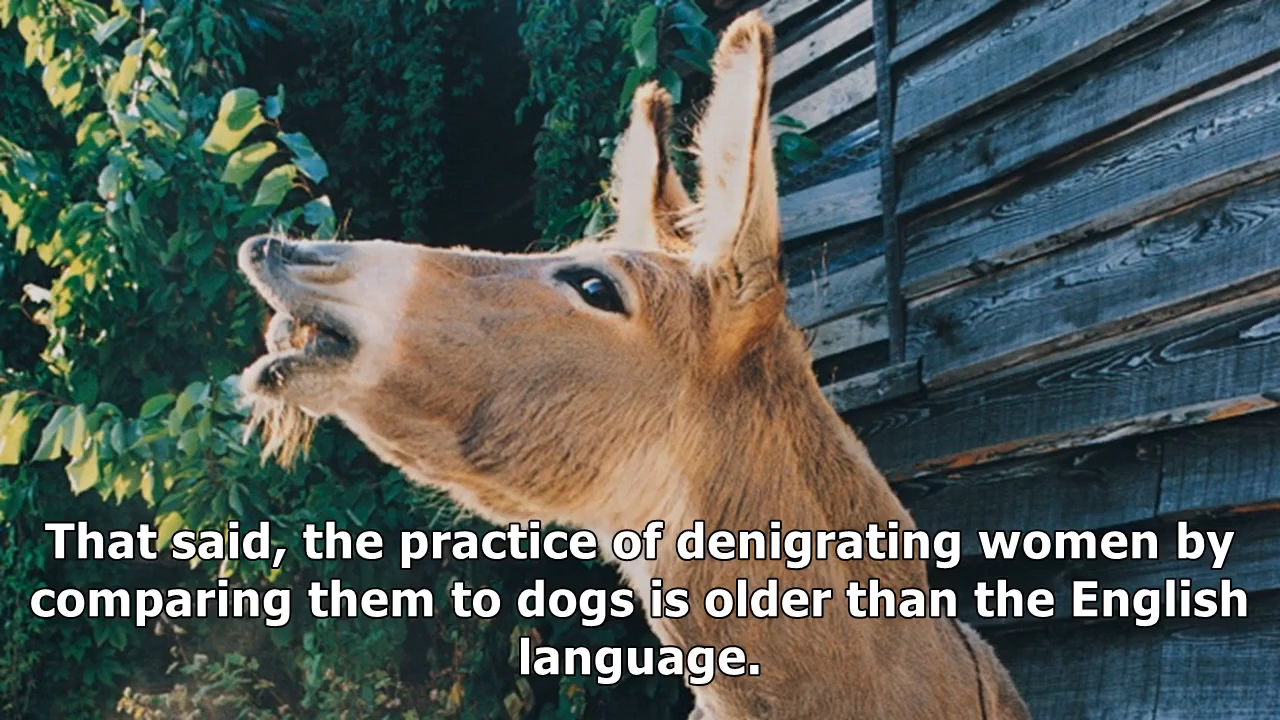 That said, the practice of denigrating women by
comparing them to dogs is older than the English
language.